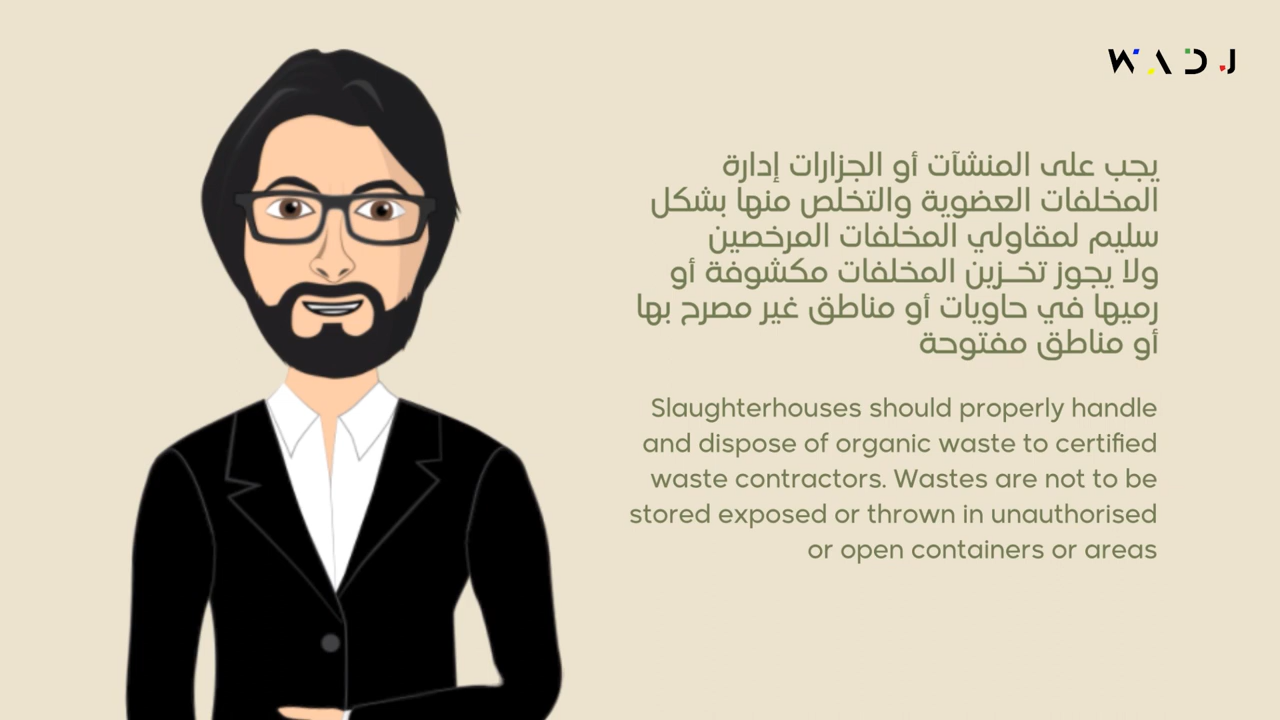 WADJ
يجب على المنشآت أو الجزارات إدارة
المخلفات العضوية والتخلص منها بشكل
سليم لمقاولي المخلفات المرخصين
ولا يجوز تخــزين المخلفات مكشوفة أو
رميها في حاويات أو مناطق غير مصرح بها
أو مناطق مفتوحة
Slaughterhouses should properly handle
and dispose of organic waste to certified
waste contractors. Wastes are not to be
stored exposed or thrown in unauthorised
or open containers or areas